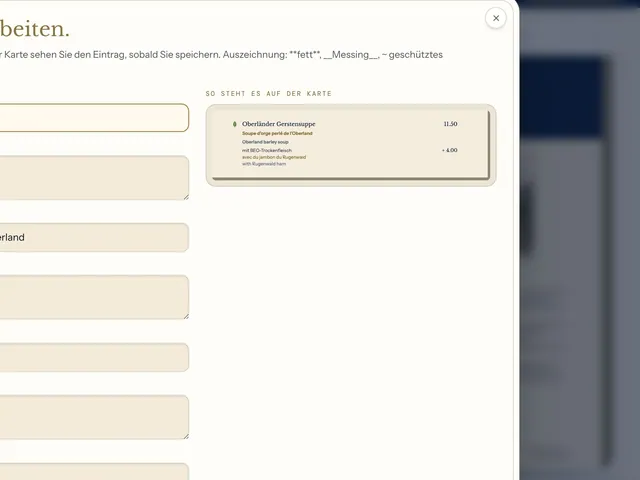 beiten.
r Karte sehen Sie den Eintrag, sobald Sie speichern. Auszeichnung: **fett**, __Messing__, ~ geschütztes
SO STEHT ES AUF DER KARTE
Oberländer Gerstensuppe 11.50
Soupe d'orge perlé de l'Oberland
Oberland barley soup
mit BEO-Trockenfleisch + 4.00
avec du jambon du Rugenwald
with Rugenwald ham
erland